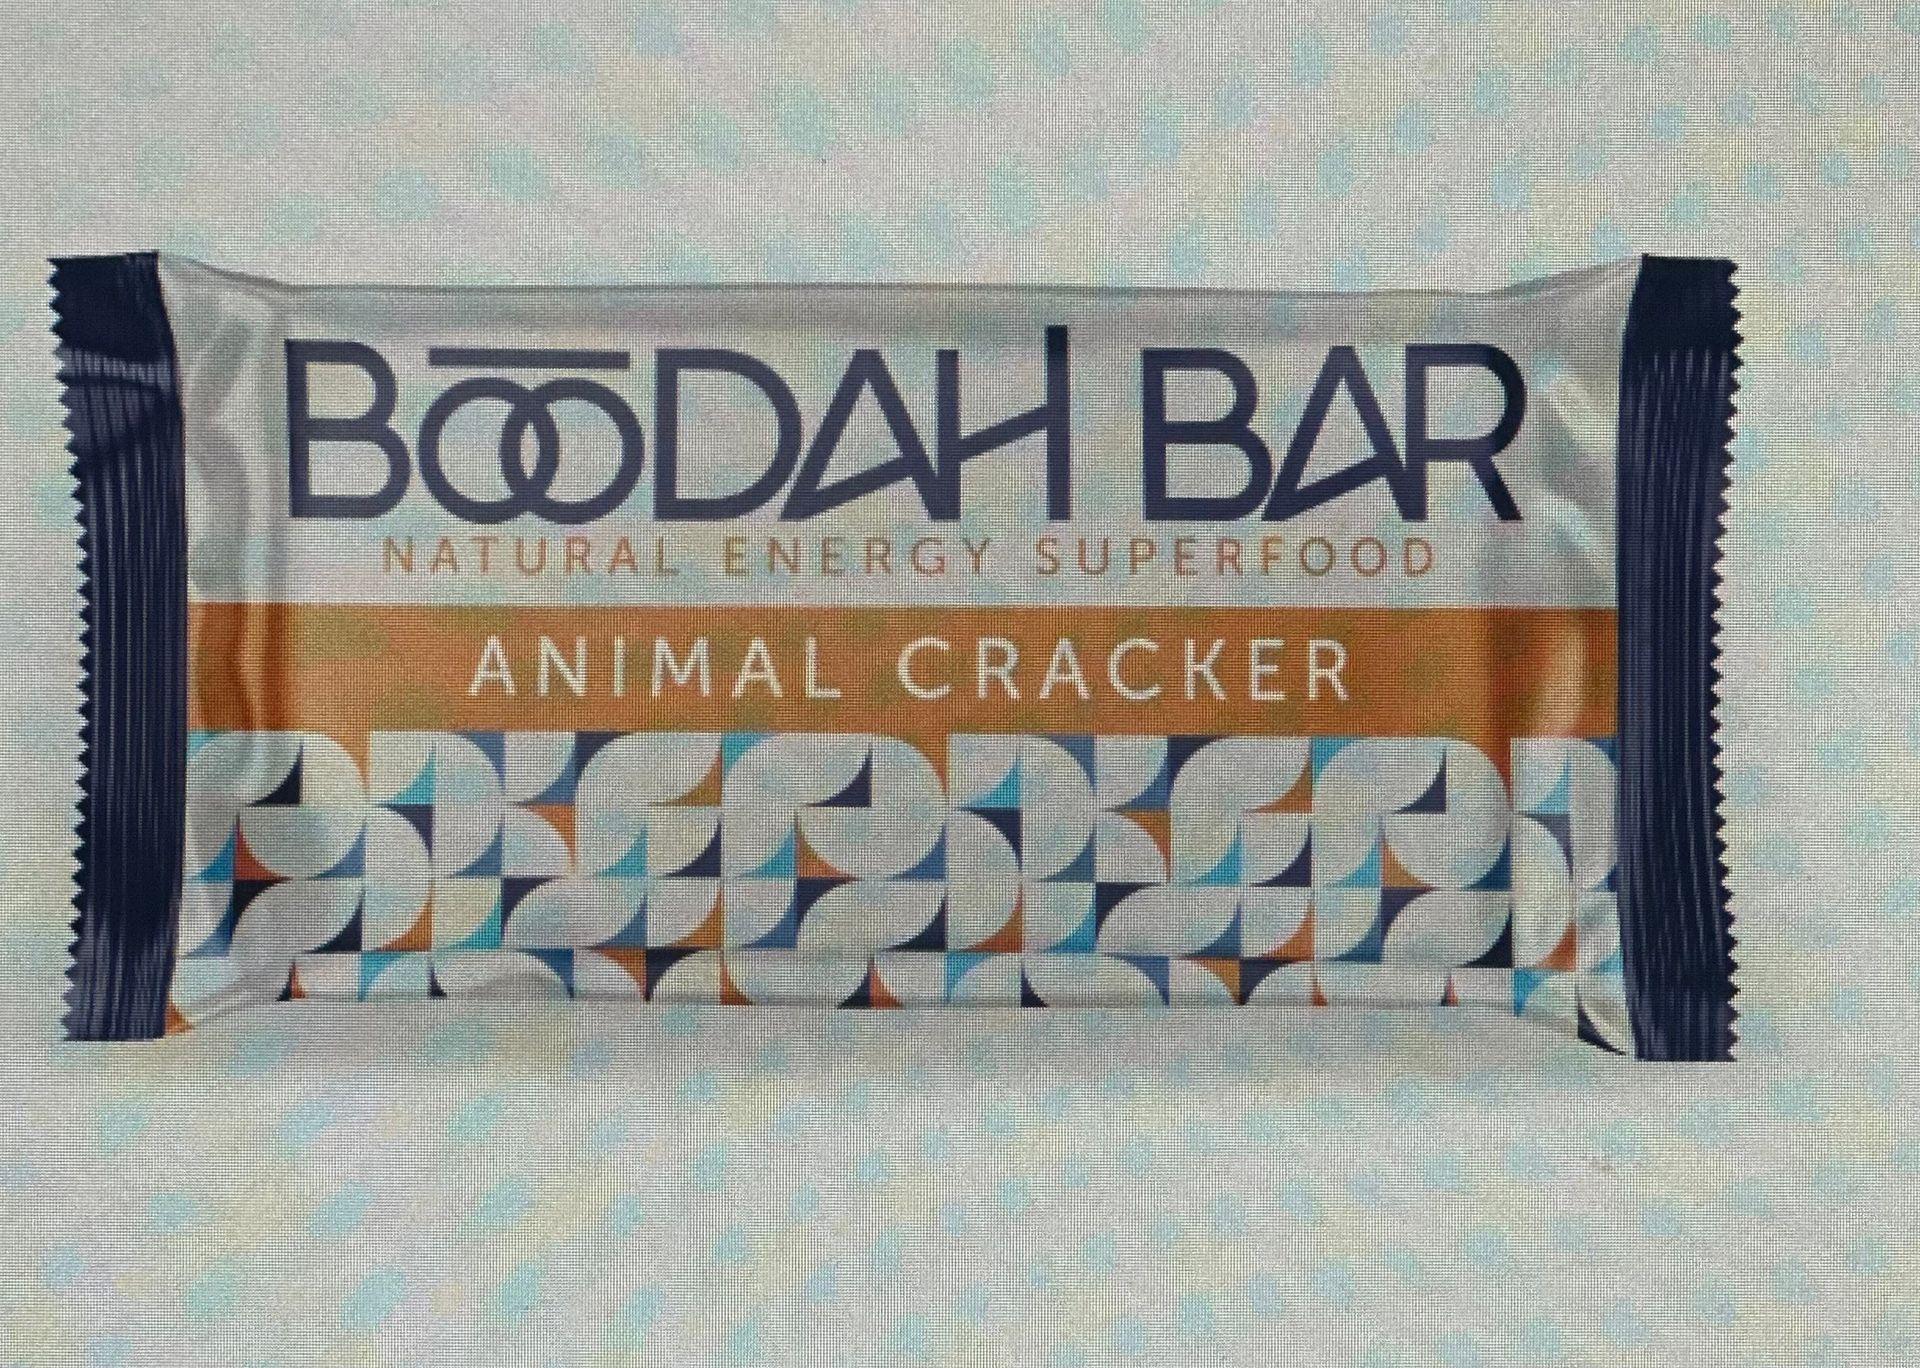 BōōDAH BAR
NATURAL ENERGY SUPERFOOD
ANIMAL CRACKER